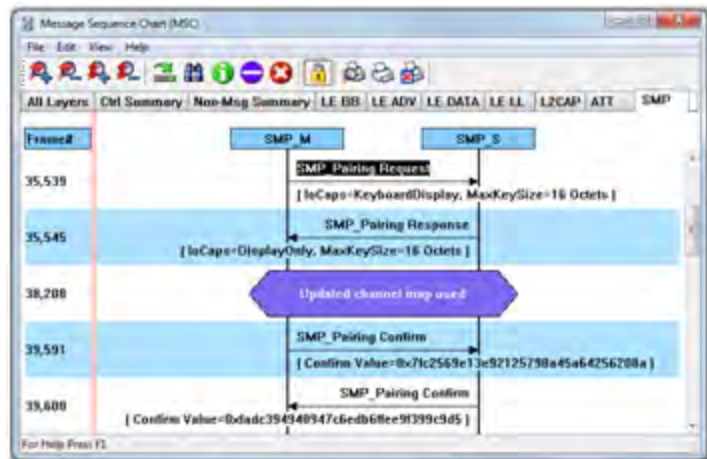 Message Sequence Chart (MSC)
File Edit View Help
All Layers Ctrl Summary Non-Msg Summary LE BB LE ADV LE DATA LE LL L2CAP ATT SMP
Frame# SMP_M SMP_S
SMP_Pairing Request
35,539
[ IoCaps=KeyboardDisplay, MaxKeySize=16 Octets ]
SMP_Pairing Response
35,545
[ IoCaps=DisplayOnly, MaxKeySize=16 Octets ]
38,208 Updated channel map used
SMP_Pairing Confirm
39,591
[ Confirm Value=
SMP_Pairing Confirm
39,600
[ Confirm Value=
For Help Press F1